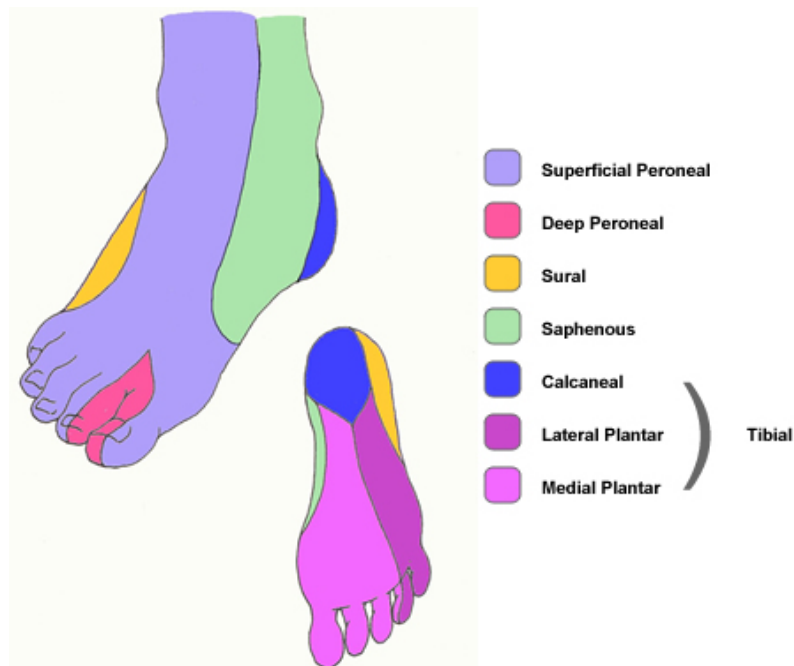 Superficial Peroneal
Deep Peroneal
Sural
Saphenous
Calcaneal
Lateral Plantar
Tibial
Medial Plantar